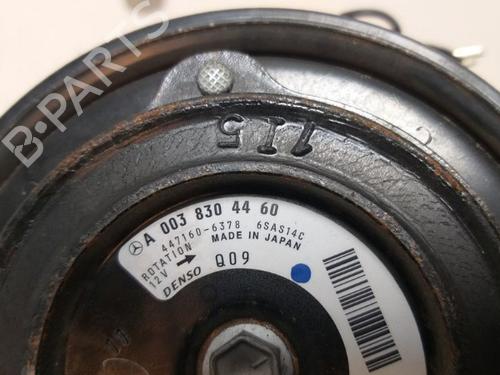 B-PARTS
115
A 003 830 44 60
447160-6378 6SAS14C
ROTATION → MADE IN JAPAN
12V DENSO Q09